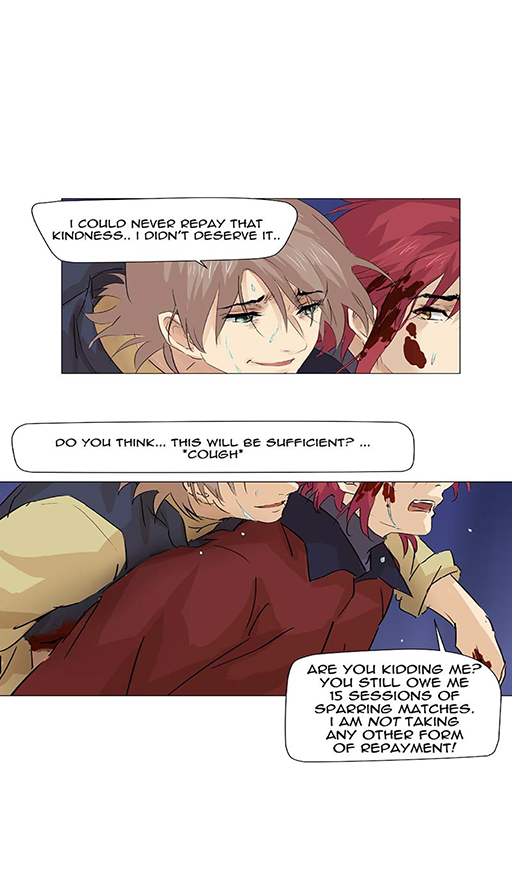 I COULD NEVER REPAY THAT
KINDNESS.. I DIDN'T DESERVE IT..
DO YOU THINK... THIS WILL BE SUFFICIENT? ...
*COUGH*
ARE YOU KIDDING ME?
YOU STILL OWE ME
15 SESSIONS OF
SPARRING MATCHES.
I AM NOT TAKING
ANY OTHER FORM
OF REPAYMENT!